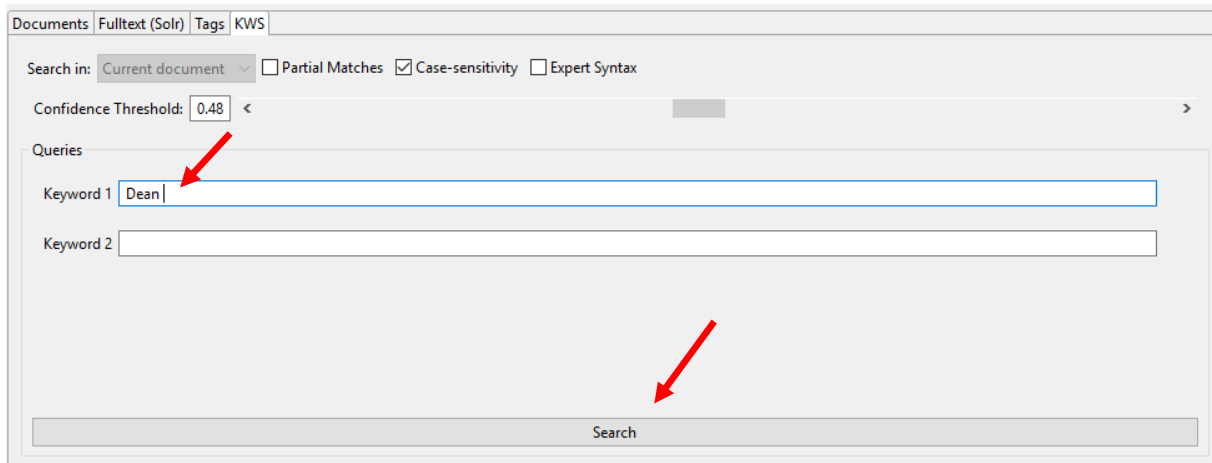 Documents Fulltext (Solr) Tags KWS
Search in: Current document Partial Matches Case-sensitivity Expert Syntax
Confidence Threshold: 0.48
Queries
Keyword 1 Dean
Keyword 2
Search